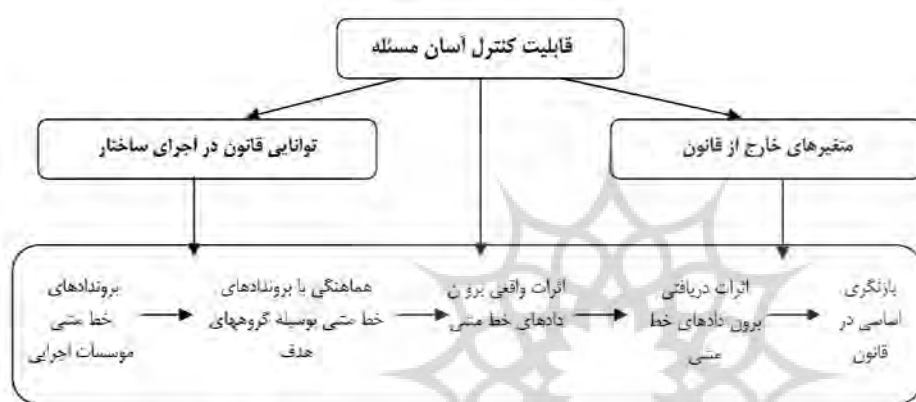 قابلیت کنترل آسان مسئله
متغیرهای خارج از قانون
توانایی قانون در اجرای ساختار
بروندادهای
خط مشی
موسسات اجرایی
هماهنگی با بروندادهای
خط مشی بوسیله گروههای
هدف
اثرات واقعی برون
دادهای خط مشی
اثرات دریافتی
برون دادهای خط
مشی
بازنگری
اساسی در
قانون